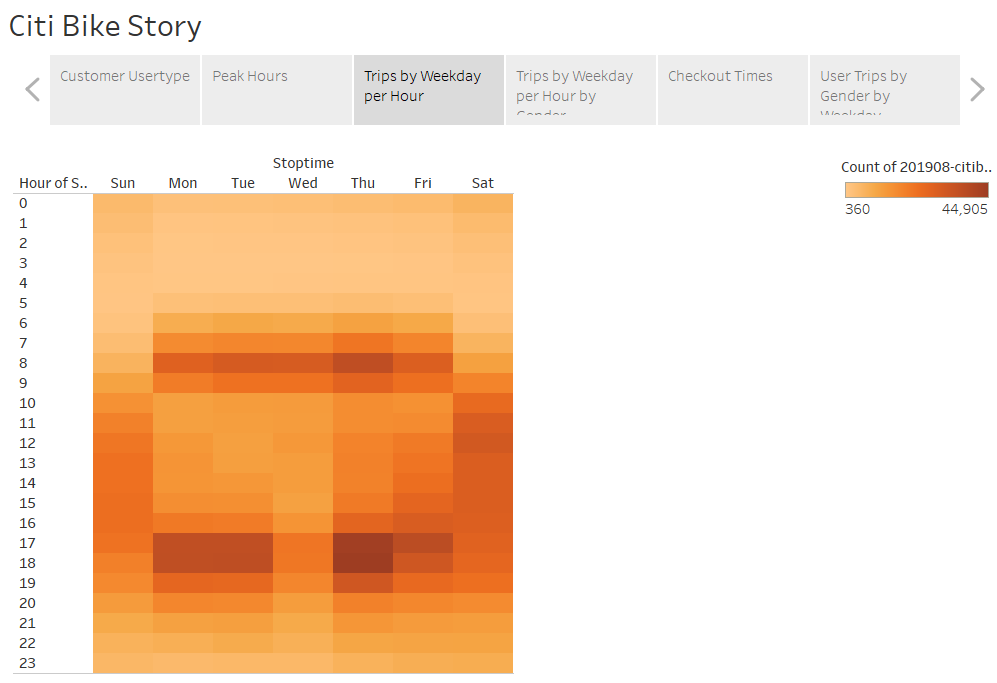 Citi Bike Story
Customer Usertype
Peak Hours
Trips by Weekday
per Hour
Trips by Weekday
per Hour by
Gender
Checkout Times
User Trips by
Gender by
Weekday
Stoptime
Hour of S.. Sun Mon Tue Wed Thu Fri Sat
0
1
2
3
4
5
6
7
8
9
10
11
12
13
14
15
16
17
18
19
20
21
22
23
Count of 201908-citib..
360 44,905